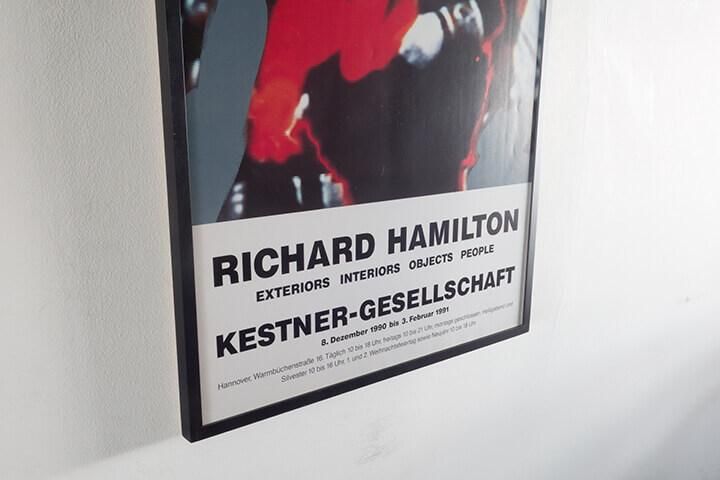 RICHARD HAMILTON
EXTERIORS INTERIORS OBJECTS PEOPLE
KESTNER-GESELLSCHAFT
8. Dezember 1990 bis 3. Februar 1991
Hannover, Warmbüchenstraße 16. Täglich 10 bis 18 Uhr, freitags 10 bis 21 Uhr, montags geschlossen. Heiligabend und
Silvester 10 bis 16 Uhr, 1. und 2. Weihnachtsfeiertag sowie Neujahr 10 bis 18 Uhr.